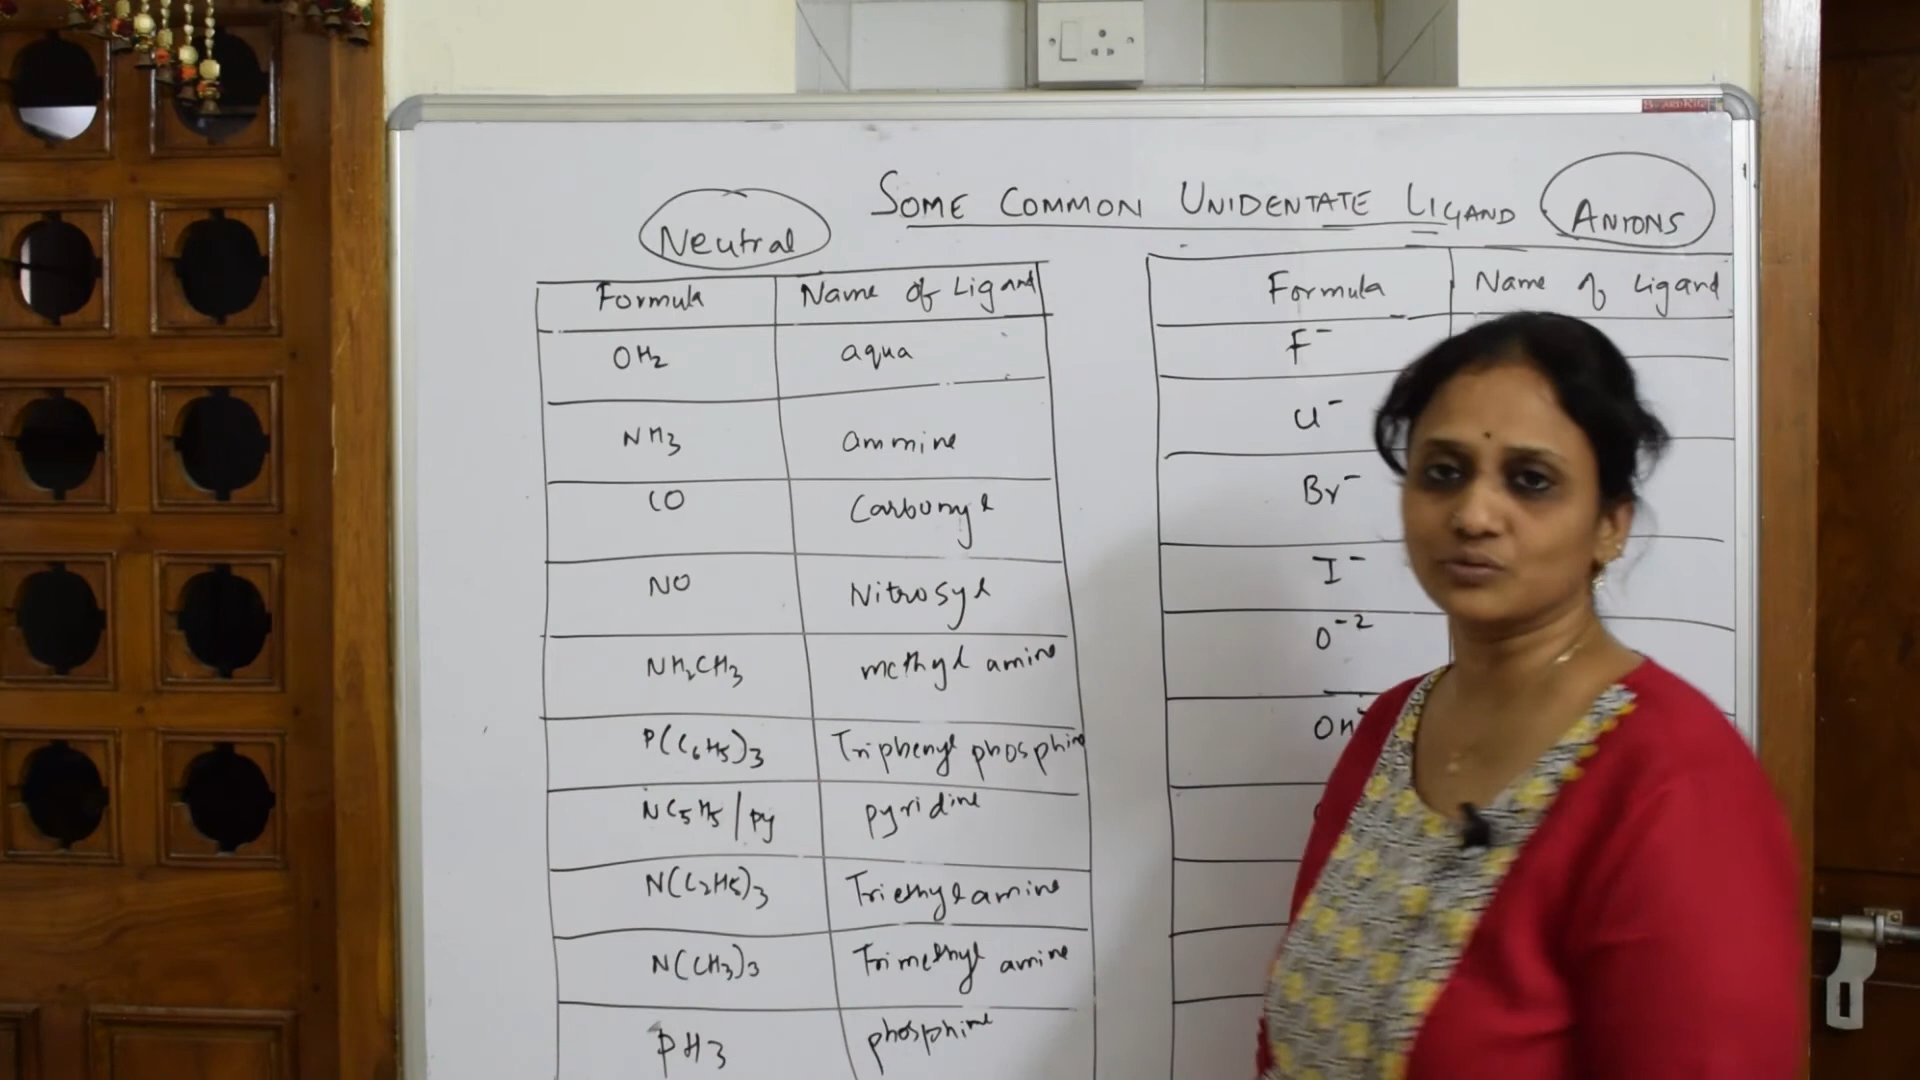 SOME COMMON UNIDENTATE LIGAND
Neutral
Formula Name of Ligand
OH2 aqua
NH3 ammine
CO Carbonyl
NO Nitrosyl
NH2CH3 methyl amine
P(C6H5)3 Triphenyl phosphine
NC5H5/py pyridine
N(C2H5)3 Triethylamine
N(CH3)3 Trimethyl amine
PH3 phosphine
ANIONS
Formula Name of Ligand
F-
Cl-
Br-
I-
O-2